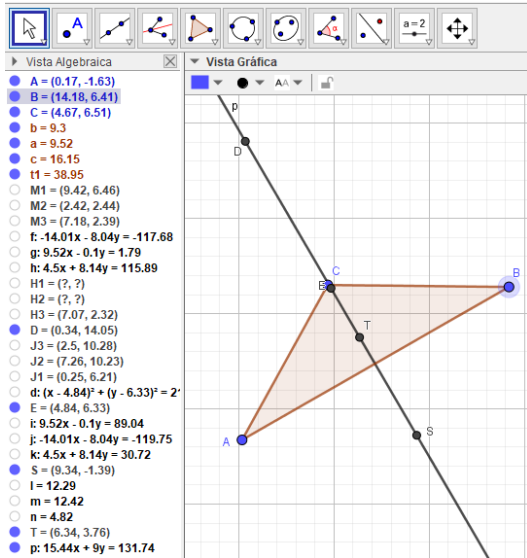 A
α
a = 2
Vista Algebraica
Vista Gráfica
A = (0.17, -1.63)
B = (14.18, 6.41)
C = (4.67, 6.51)
b = 9.3
a = 9.52
c = 16.15
t1 = 38.95
M1 = (9.42, 6.46)
M2 = (2.42, 2.44)
M3 = (7.18, 2.39)
f: -14.01x - 8.04y = -117.68
g: 9.52x - 0.1y = 1.79
h: 4.5x + 8.14y = 115.89
H1 = (?, ?)
H2 = (?, ?)
H3 = (7.07, 2.32)
D = (0.34, 14.05)
J3 = (2.5, 10.28)
J2 = (7.26, 10.23)
J1 = (0.25, 6.21)
d: (x - 4.84)² + (y - 6.33)² =
E = (4.84, 6.33)
i: 9.52x - 0.1y = 89.04
j: -14.01x - 8.04y = -119.75
k: 4.5x + 8.14y = 30.72
S = (9.34, -1.39)
l = 12.29
m = 12.42
n = 4.82
T = (6.34, 3.76)
p: 15.44x + 9y = 131.74
AA
p
D
C
E
B
T
A
S